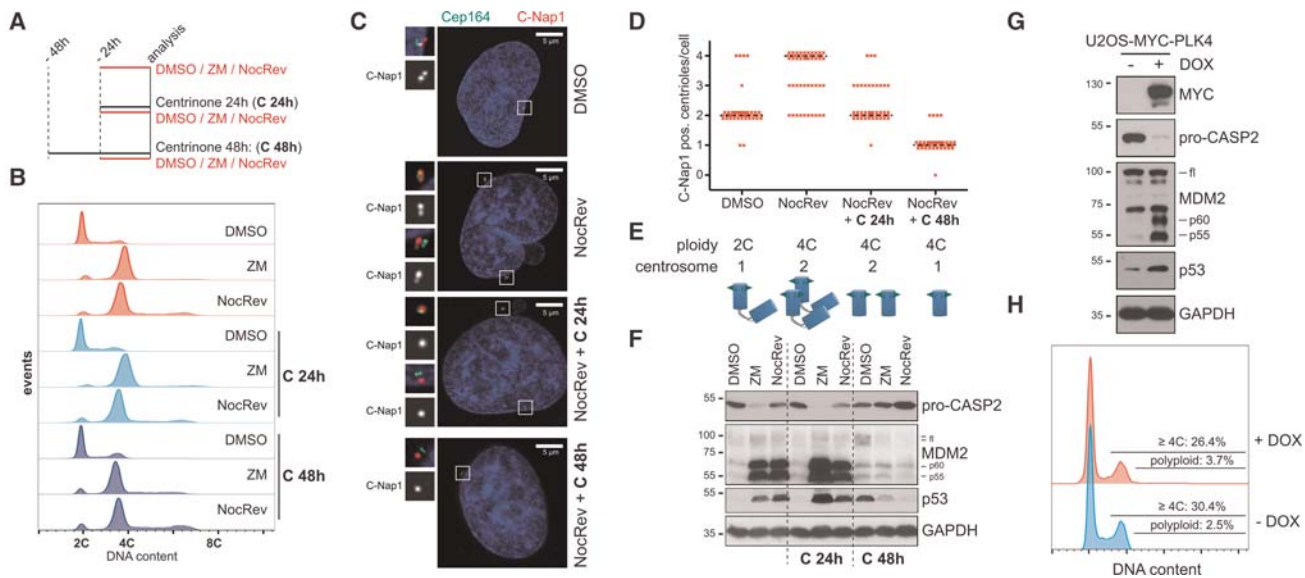 A
- 48h
24h
analysis
DMSO / ZM / NocRev
Centrinone 24h (C 24h)
DMSO / ZM / NocRev
Centrinone 48h: (C 48h)
DMSO / ZM / NocRev
B
events
DMSO
ZM
NocRev
DMSO
ZM
NocRev
C 24h
DMSO
ZM
NocRev
C 48h
2C 4C 8C
DNA content
C
Cep164 C-Nap1
C-Nap1
5 µm
DMSO
C-Nap1
C-Nap1
5 µm
NocRev
C-Nap1
C-Nap1
5 µm
NocRev + C 24h
C-Nap1
5 µm
NocRev + C 48h
D
C-Nap1 pos. centrioles/cell
4
3
2
1
0
DMSO NocRev NocRev + C 24h NocRev + C 48h
E
ploidy 2C 4C 4C 4C
centrosome 1 2 2 1
F
DMSO ZM NocRev DMSO ZM NocRev DMSO ZM NocRev
55 pro-CASP2
100 fl
75 MDM2
p60
55 p55
55 p53
35 GAPDH
C 24h C 48h
G
U2OS-MYC-PLK4
- + DOX
130 MYC
55 pro-CASP2
100 fl
MDM2
70
p60
55 p55
55 p53
35 GAPDH
H
≥ 4C: 26.4%
polyploid: 3.7%
+ DOX
≥ 4C: 30.4%
polyploid: 2.5%
- DOX
DNA content